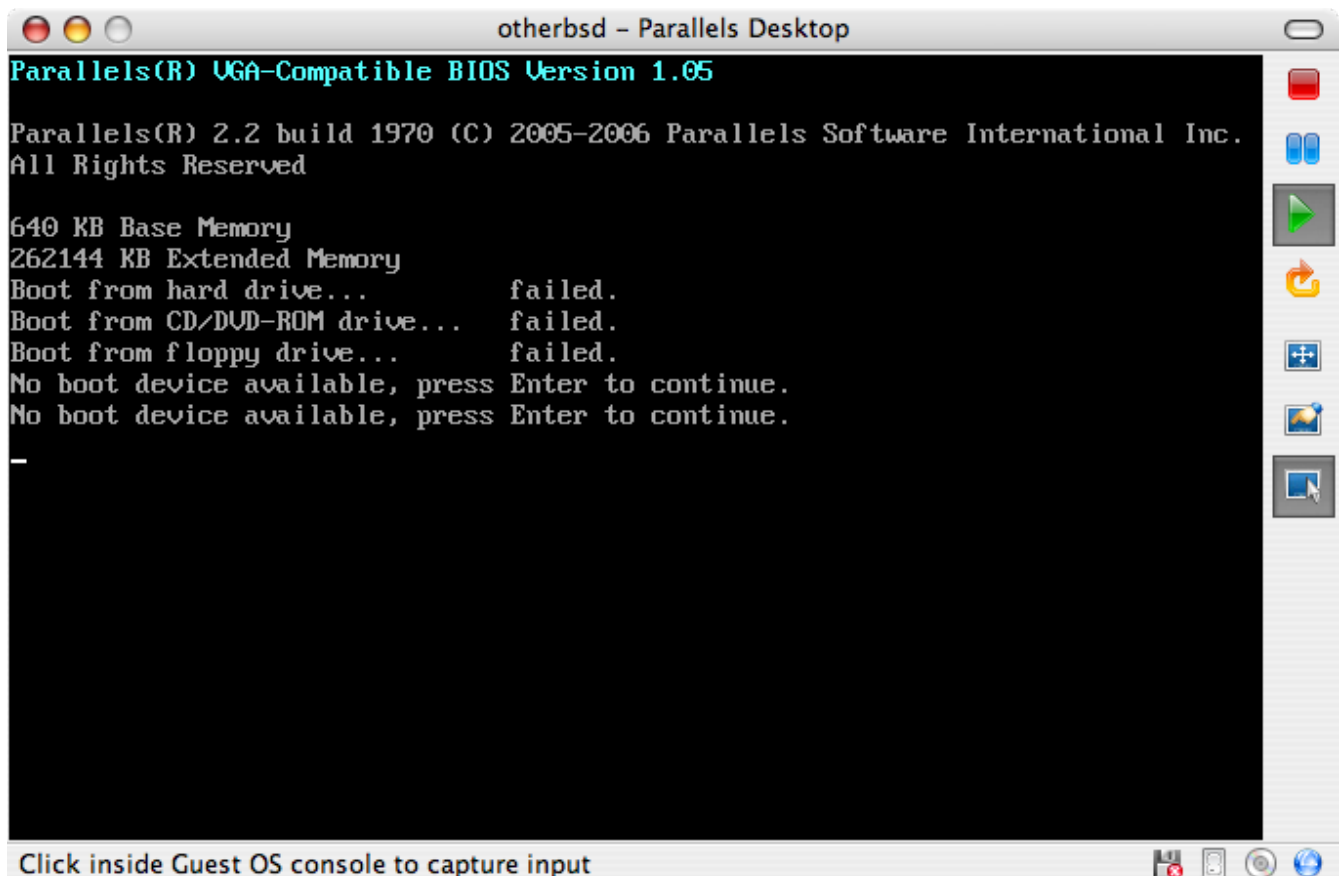 otherbsd – Parallels Desktop
Parallels(R) VGA-Compatible BIOS Version 1.05
Parallels(R) 2.2 build 1970 (C) 2005-2006 Parallels Software International Inc.
All Rights Reserved
640 KB Base Memory
262144 KB Extended Memory
Boot from hard drive... failed.
Boot from CD/DVD-ROM drive... failed.
Boot from floppy drive... failed.
No boot device available, press Enter to continue.
No boot device available, press Enter to continue.
Click inside Guest OS console to capture input